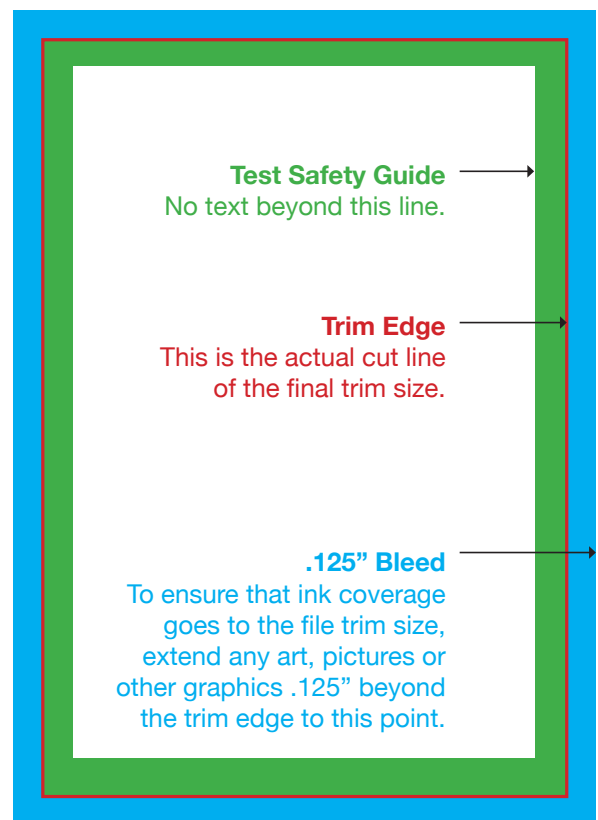 Test Safety Guide
No text beyond this line.
Trim Edge
This is the actual cut line
of the final trim size.
.125” Bleed
To ensure that ink coverage
goes to the file trim size,
extend any art, pictures or
other graphics .125” beyond
the trim edge to this point.